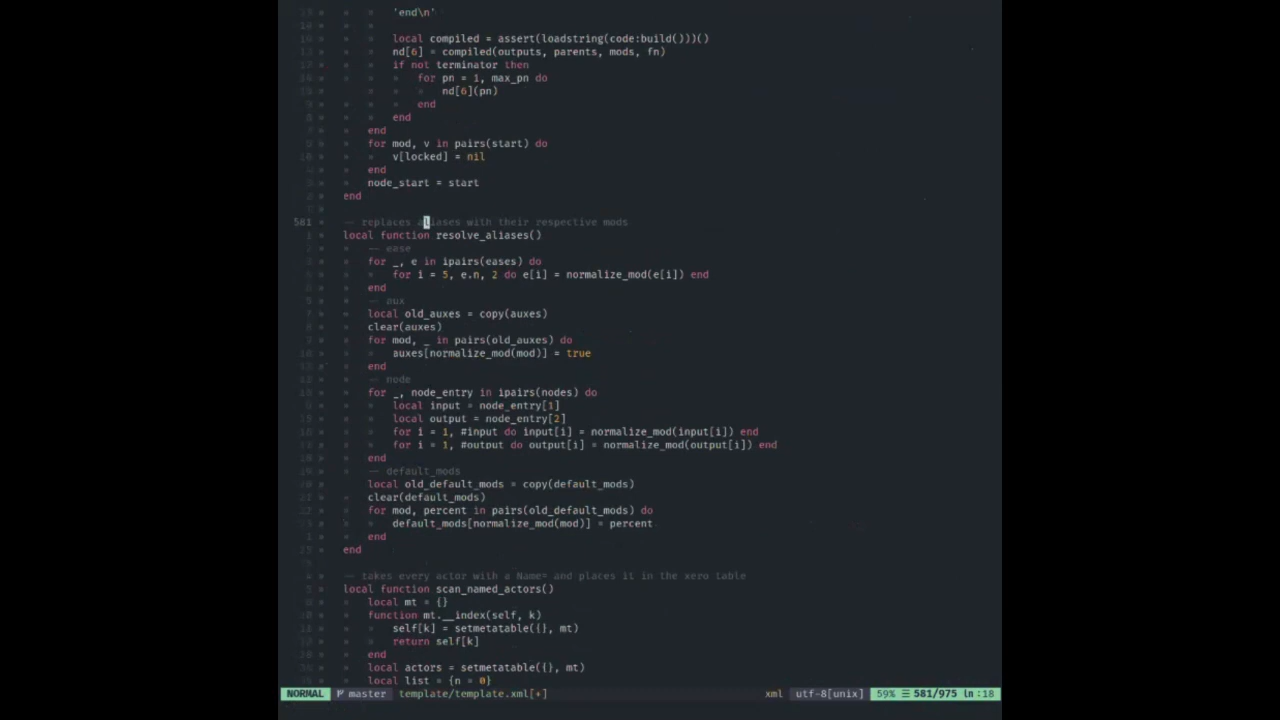 'end\n'
local compiled = assert(loadstring(code:build()))()
nd[6] = compiled(outputs, parents, mods, fn)
if not terminator then
for pn = 1, max_pn do
nd[6](pn)
end
end
end
for mod, v in pairs(start) do
v[locked] = nil
end
node_start = start
end
581 -- replaces aliases with their respective mods
local function resolve_aliases()
-- ease
for _, e in ipairs(eases) do
for i = 5, e.n, 2 do e[i] = normalize_mod(e[i]) end
end
-- aux
local old_auxes = copy(auxes)
clear(auxes)
for mod, _ in pairs(old_auxes) do
auxes[normalize_mod(mod)] = true
end
-- node
for _, node_entry in ipairs(nodes) do
local input = node_entry[1]
local output = node_entry[2]
for i = 1, #input do input[i] = normalize_mod(input[i]) end
for i = 1, #output do output[i] = normalize_mod(output[i]) end
end
-- default_mods
local old_default_mods = copy(default_mods)
clear(default_mods)
for mod, percent in pairs(old_default_mods) do
default_mods[normalize_mod(mod)] = percent
end
end
-- takes every actor with a Name= and places it in the xero table
local function scan_named_actors()
local mt = {}
function mt.__index(self, k)
self[k] = setmetatable({}, mt)
return self[k]
end
local actors = setmetatable({}, mt)
local list = {n = 0}
NORMAL master template/template.xml[+] xml utf-8[unix] 59% ☰ 581/975 ln :18